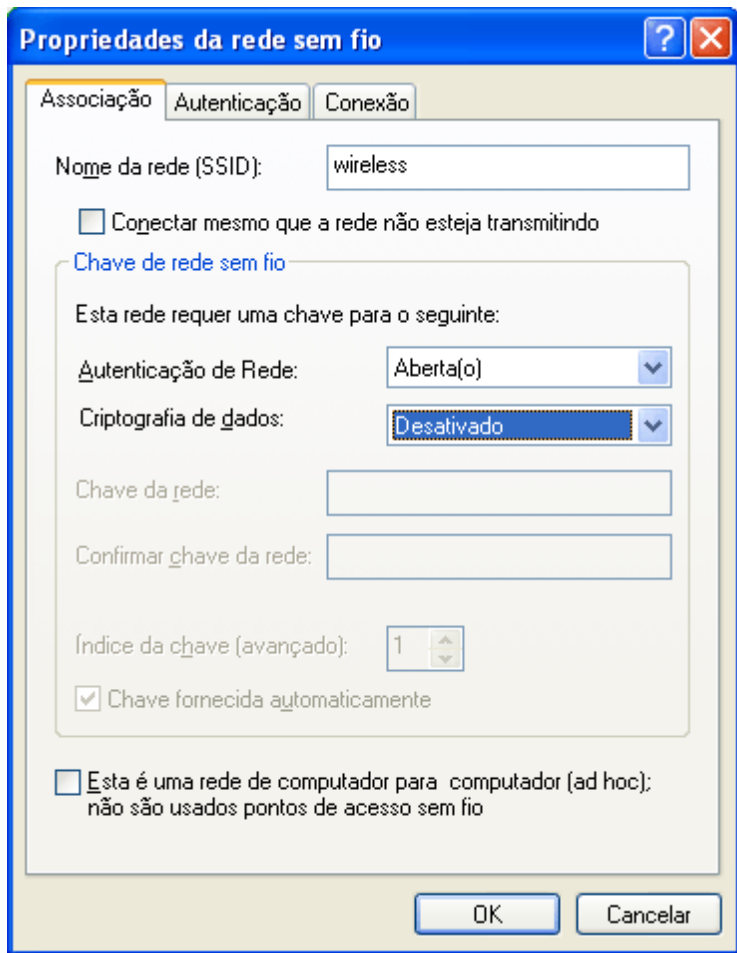 Propriedades da rede sem fio
Associação
Autenticação
Conexão
Nome da rede (SSID):
wireless
Conectar mesmo que a rede não esteja transmitindo
Chave de rede sem fio
Esta rede requer uma chave para o seguinte:
Autenticação de Rede:
Aberta(o)
Criptografia de dados:
Desativado
Chave da rede:
Confirmar chave da rede:
Índice da chave (avançado):
1
Chave fornecida automaticamente
Esta é uma rede de computador para  computador (ad hoc);
não são usados pontos de acesso sem fio
OK
Cancelar